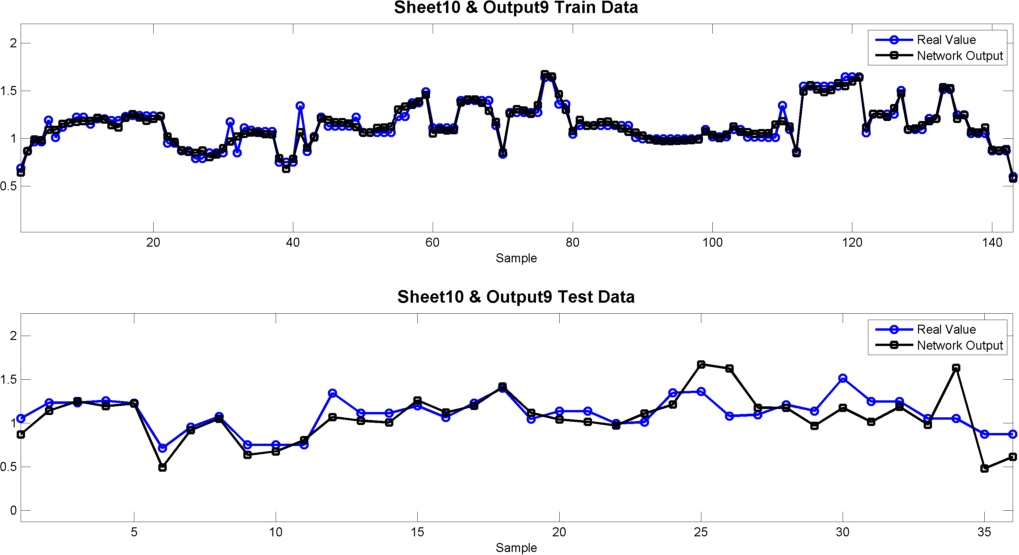 Sheet10 & Output9 Train Data
Real Value
Network Output
2
1.5
1
0.5
20 40 60 80 100 120 140
Sample
Sheet10 & Output9 Test Data
Real Value
Network Output
2
1.5
1
0.5
0
5 10 15 20 25 30 35
Sample